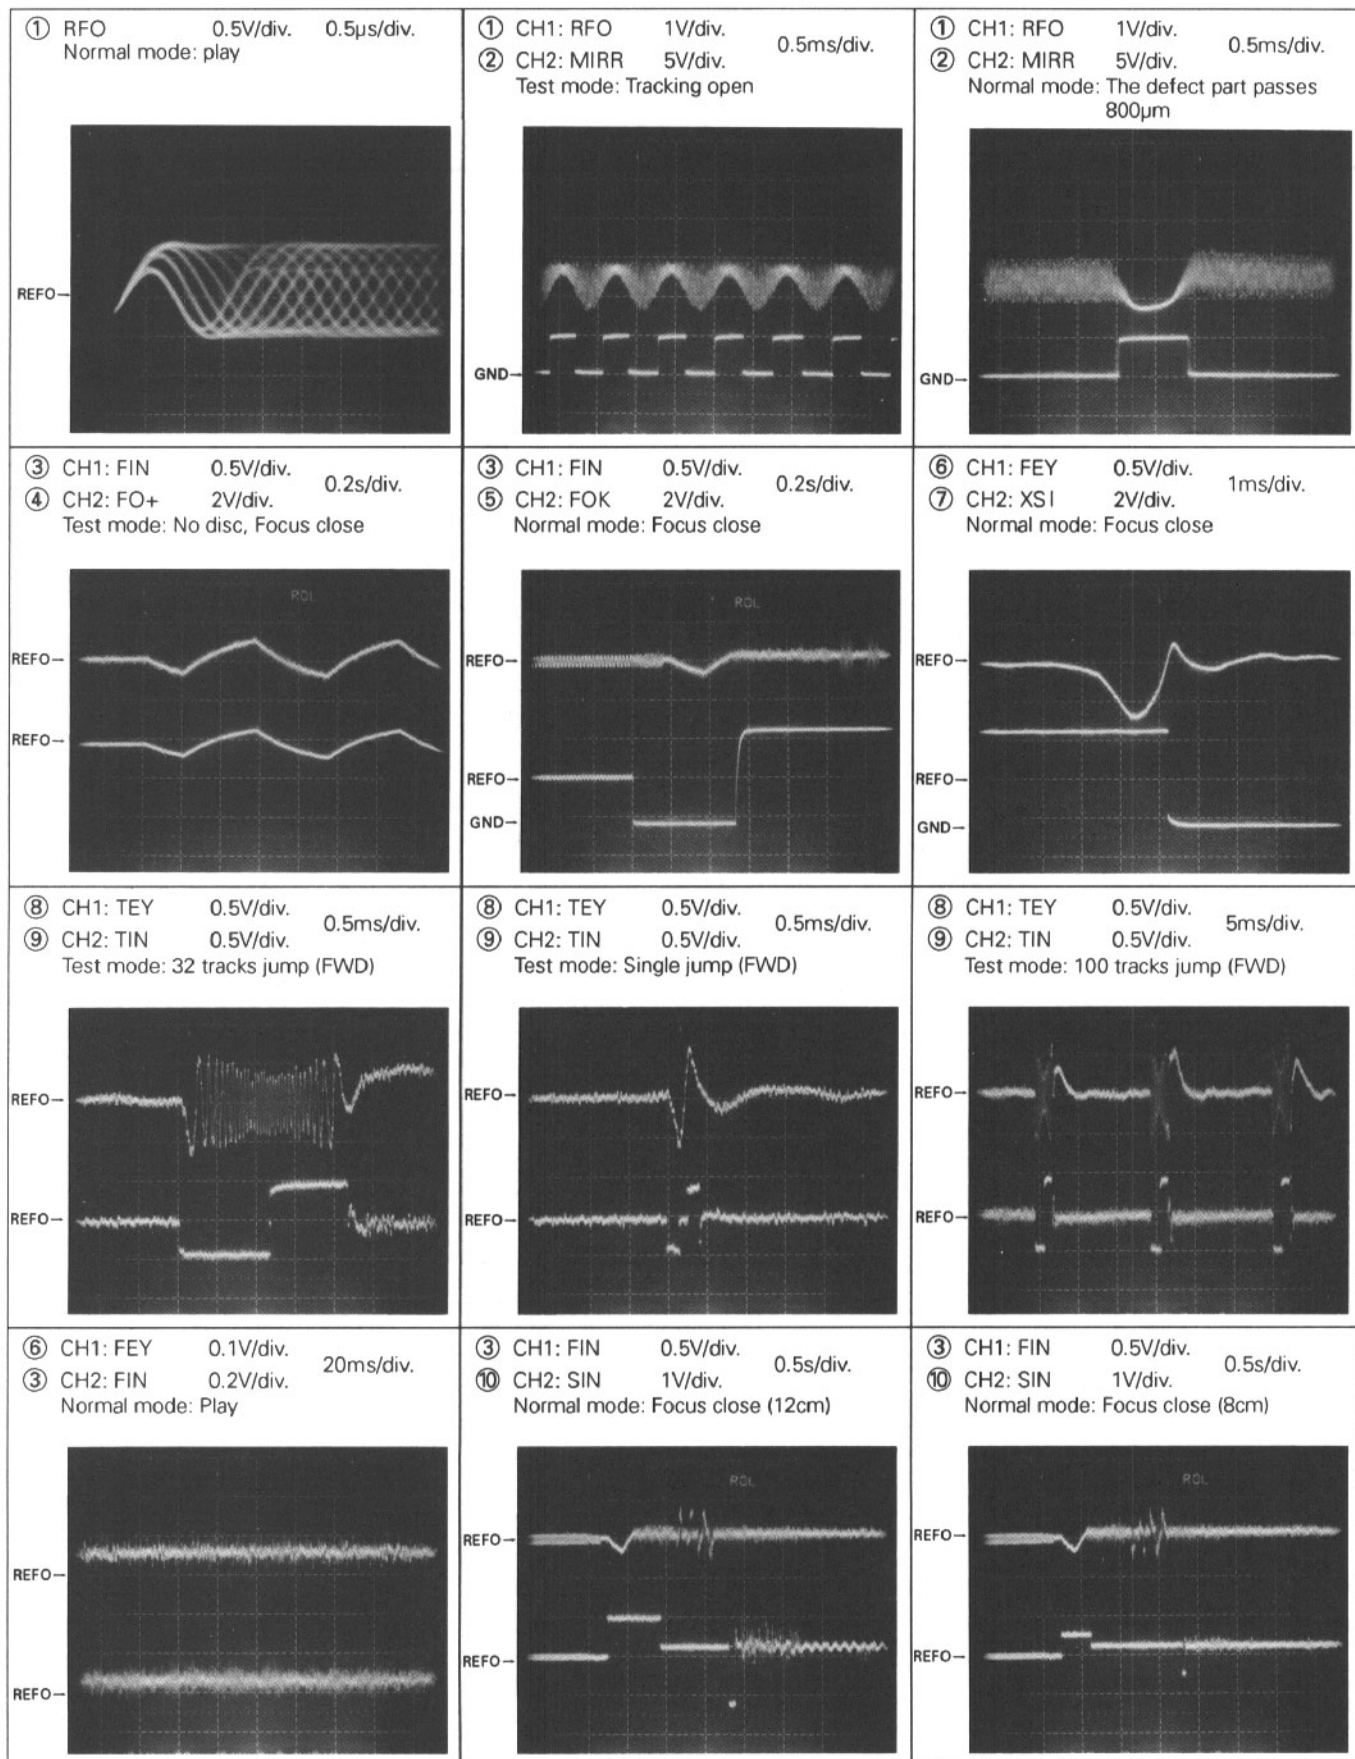 ① RFO 0.5V/div. 0.5µs/div.
Normal mode: play
REFO→
① CH1: RFO 1V/div. 0.5ms/div.
② CH2: MIRR 5V/div.
Test mode: Tracking open
GND→
① CH1: RFO 1V/div. 0.5ms/div.
② CH2: MIRR 5V/div.
Normal mode: The defect part passes
800µm
GND→
③ CH1: FIN 0.5V/div. 0.2s/div.
④ CH2: FO+ 2V/div.
Test mode: No disc, Focus close
ROL
REFO→
REFO→
③ CH1: FIN 0.5V/div. 0.2s/div.
⑤ CH2: FOK 2V/div.
Normal mode: Focus close
ROL
REFO→
REFO→
GND→
⑥ CH1: FEY 0.5V/div. 1ms/div.
⑦ CH2: XSI 2V/div.
Normal mode: Focus close
REFO→
REFO→
GND→
⑧ CH1: TEY 0.5V/div. 0.5ms/div.
⑨ CH2: TIN 0.5V/div.
Test mode: 32 tracks jump (FWD)
REFO→
REFO→
⑧ CH1: TEY 0.5V/div. 0.5ms/div.
⑨ CH2: TIN 0.5V/div.
Test mode: Single jump (FWD)
REFO→
REFO→
⑧ CH1: TEY 0.5V/div. 5ms/div.
⑨ CH2: TIN 0.5V/div.
Test mode: 100 tracks jump (FWD)
REFO→
REFO→
⑥ CH1: FEY 0.1V/div. 20ms/div.
③ CH2: FIN 0.2V/div.
Normal mode: Play
REFO→
REFO→
③ CH1: FIN 0.5V/div. 0.5s/div.
⑩ CH2: SIN 1V/div.
Normal mode: Focus close (12cm)
ROL
REFO→
REFO→
③ CH1: FIN 0.5V/div. 0.5s/div.
⑩ CH2: SIN 1V/div.
Normal mode: Focus close (8cm)
ROL
REFO→
REFO→